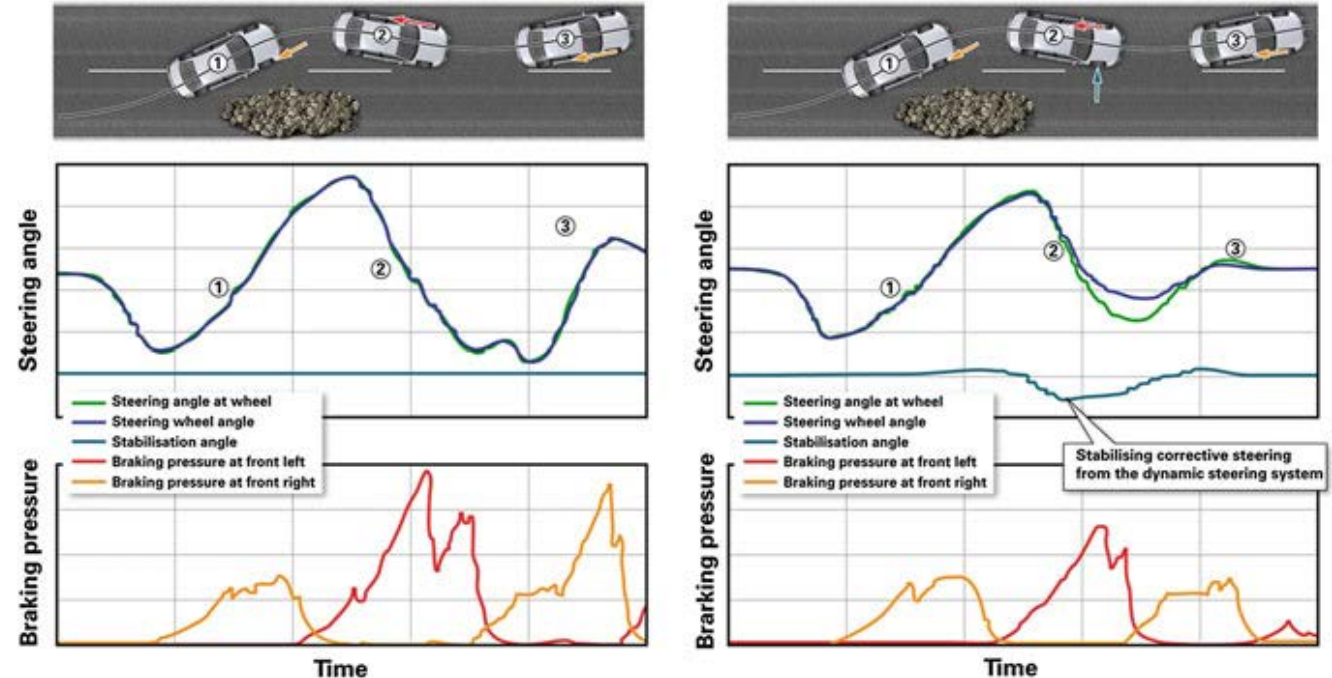 ①
②
③
①
②
③
Steering angle
①
②
③
Steering angle at wheel
Steering wheel angle
Stabilisation angle
Braking pressure at front left
Braking pressure at front right
Braking pressure
Time
Steering angle
①
②
③
Steering angle at wheel
Steering wheel angle
Stabilisation angle
Braking pressure at front left
Braking pressure at front right
Stabilising corrective steering
from the dynamic steering system
Brarking pressure
Time